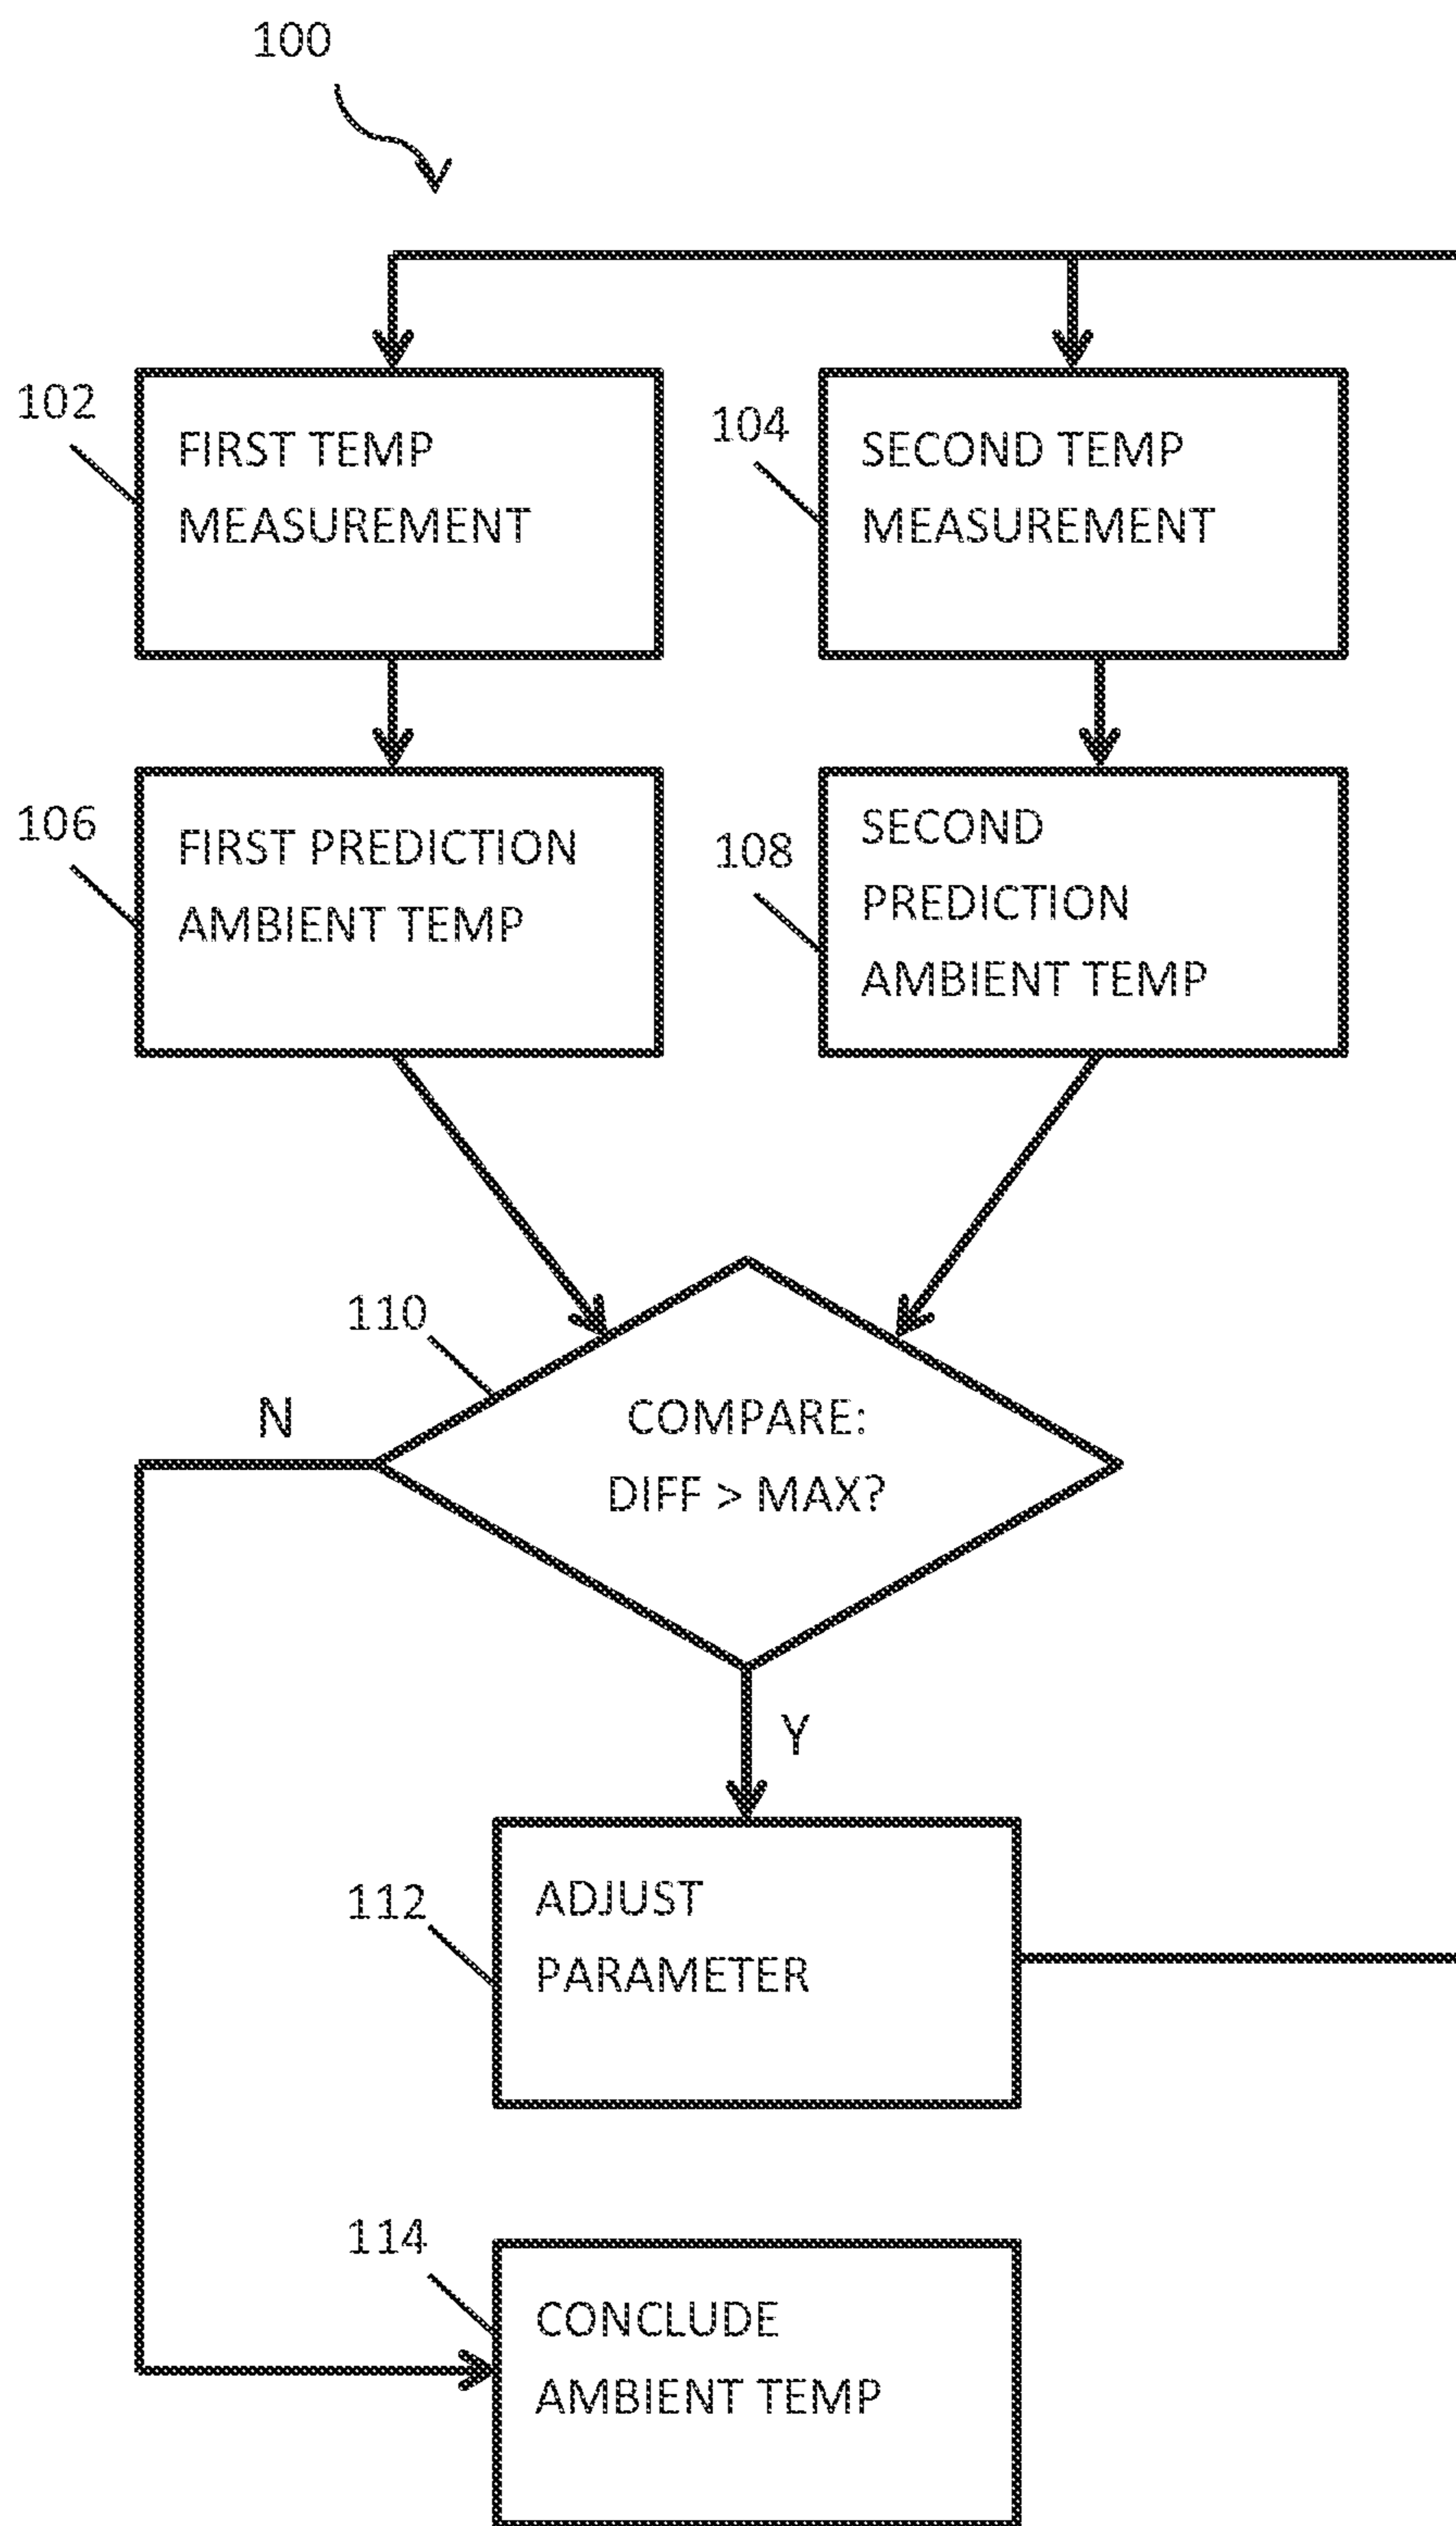 100
102
FIRST TEMP
MEASUREMENT
104
SECOND TEMP
MEASUREMENT
106
FIRST PREDICTION
AMBIENT TEMP
108
SECOND
PREDICTION
AMBIENT TEMP
110
N
COMPARE:
DIFF > MAX?
Y
112
ADJUST
PARAMETER
114
CONCLUDE
AMBIENT TEMP